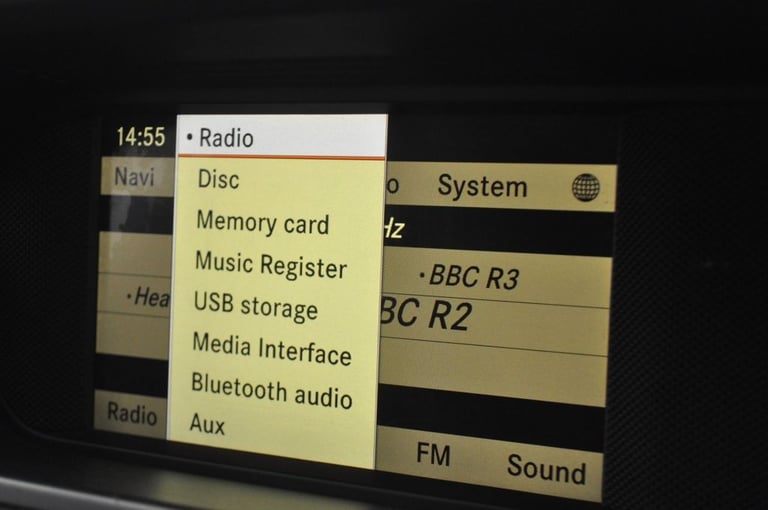 14:55
• Radio
Navi
Disc
System
Memory card
Hz
Music Register
•BBC R3
•Hea
USB storage
BC R2
Media Interface
Bluetooth audio
Radio
Aux
FM
Sound